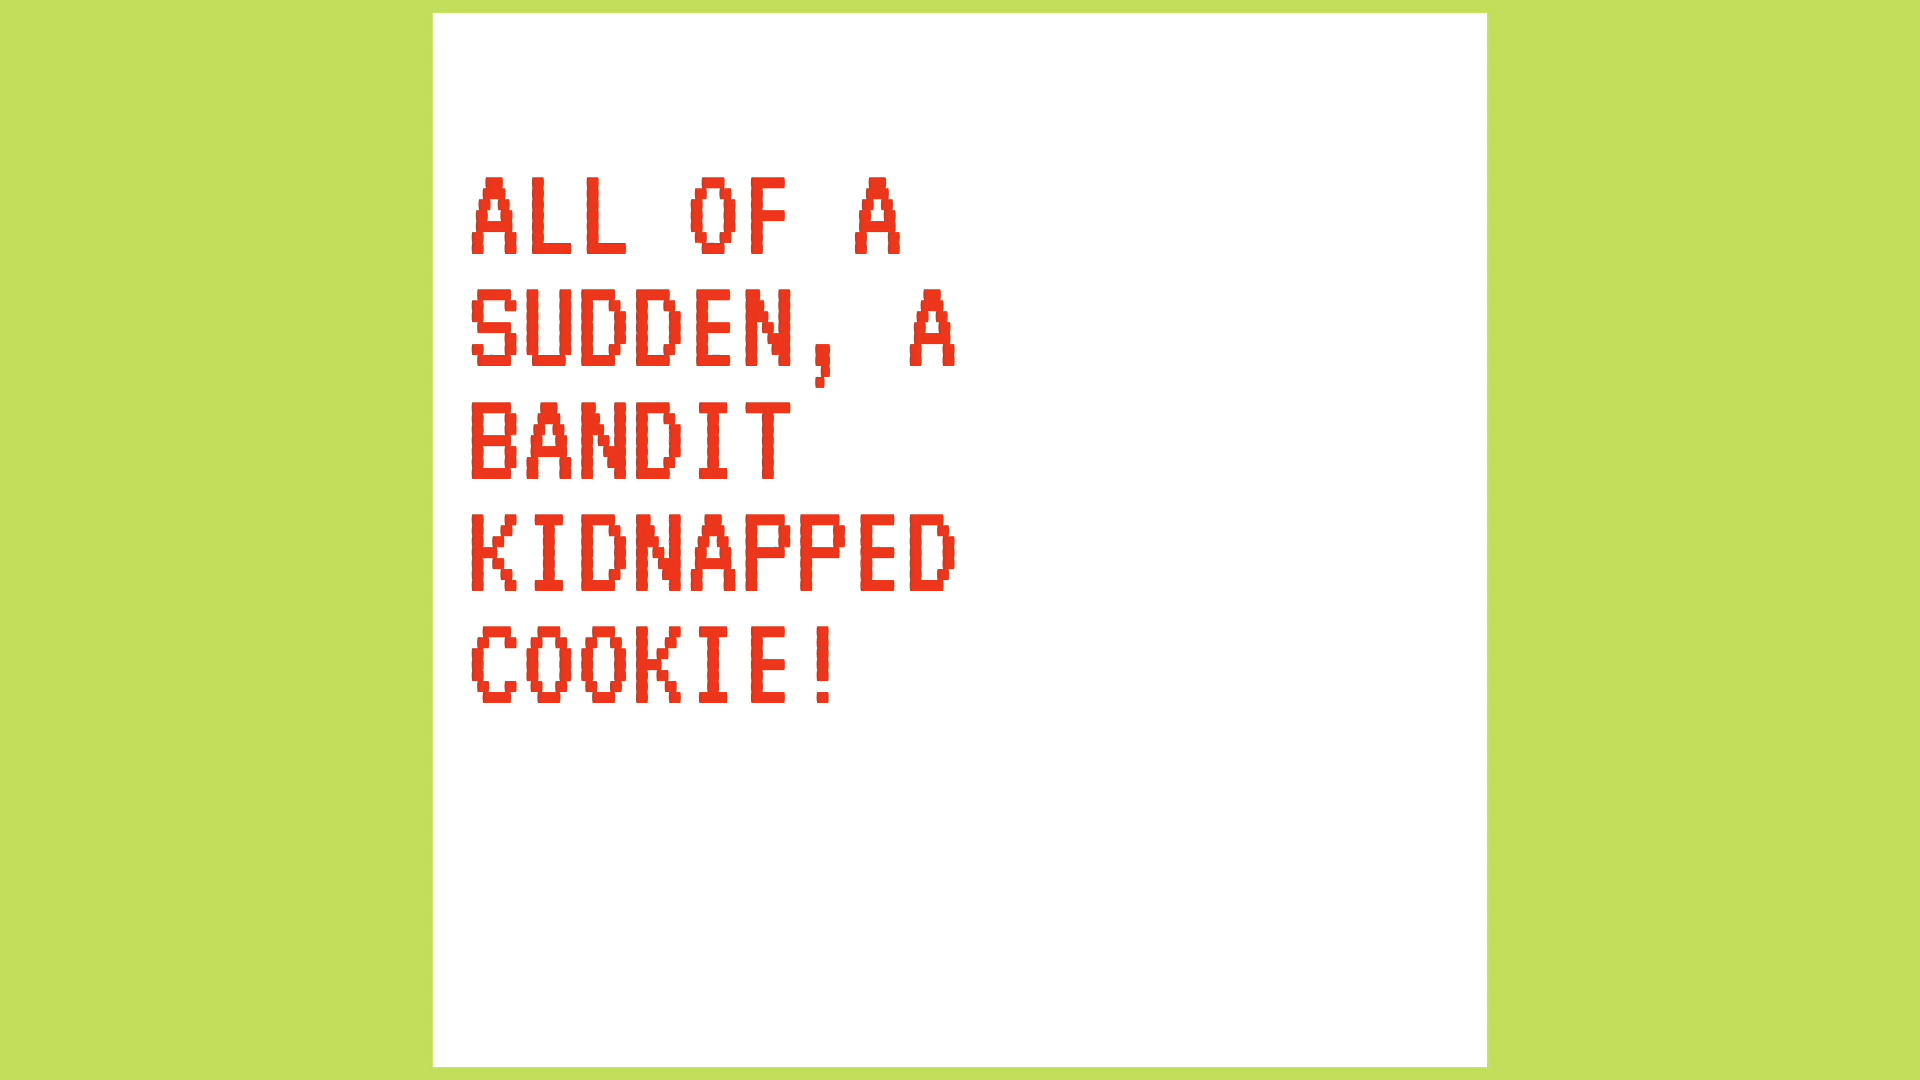 ALL OF A
SUDDEN, A
BANDIT
KIDNAPPED
COOKIE!